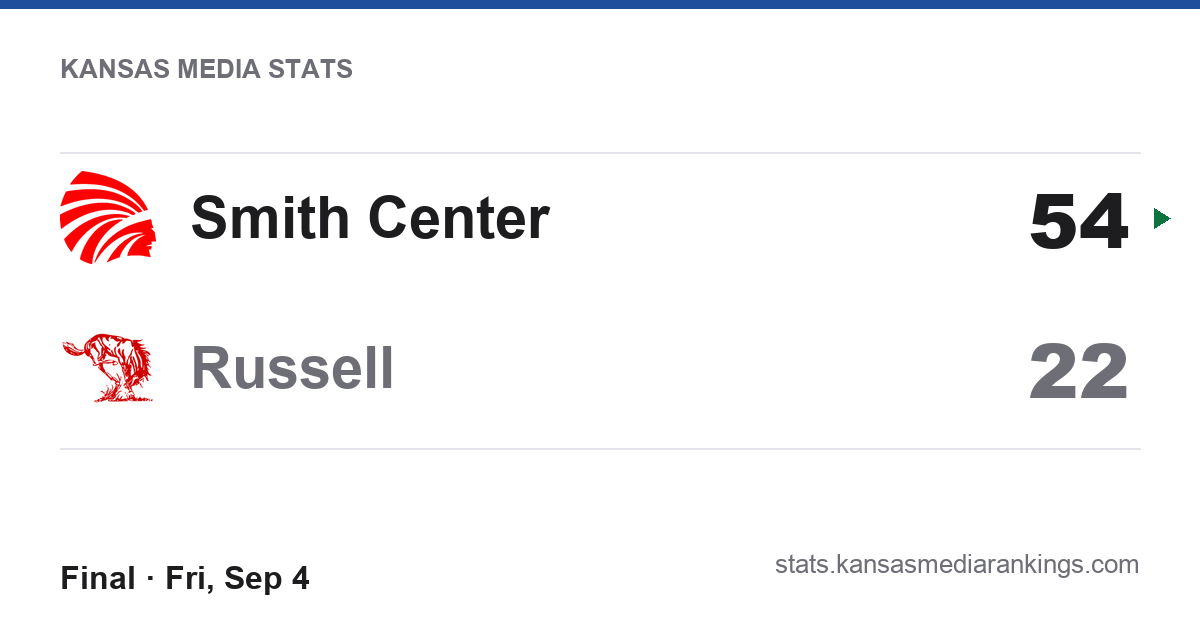 KANSAS MEDIA STATS
Smith Center 54
Russell 22
Final · Fri, Sep 4
stats.kansasmediarankings.com